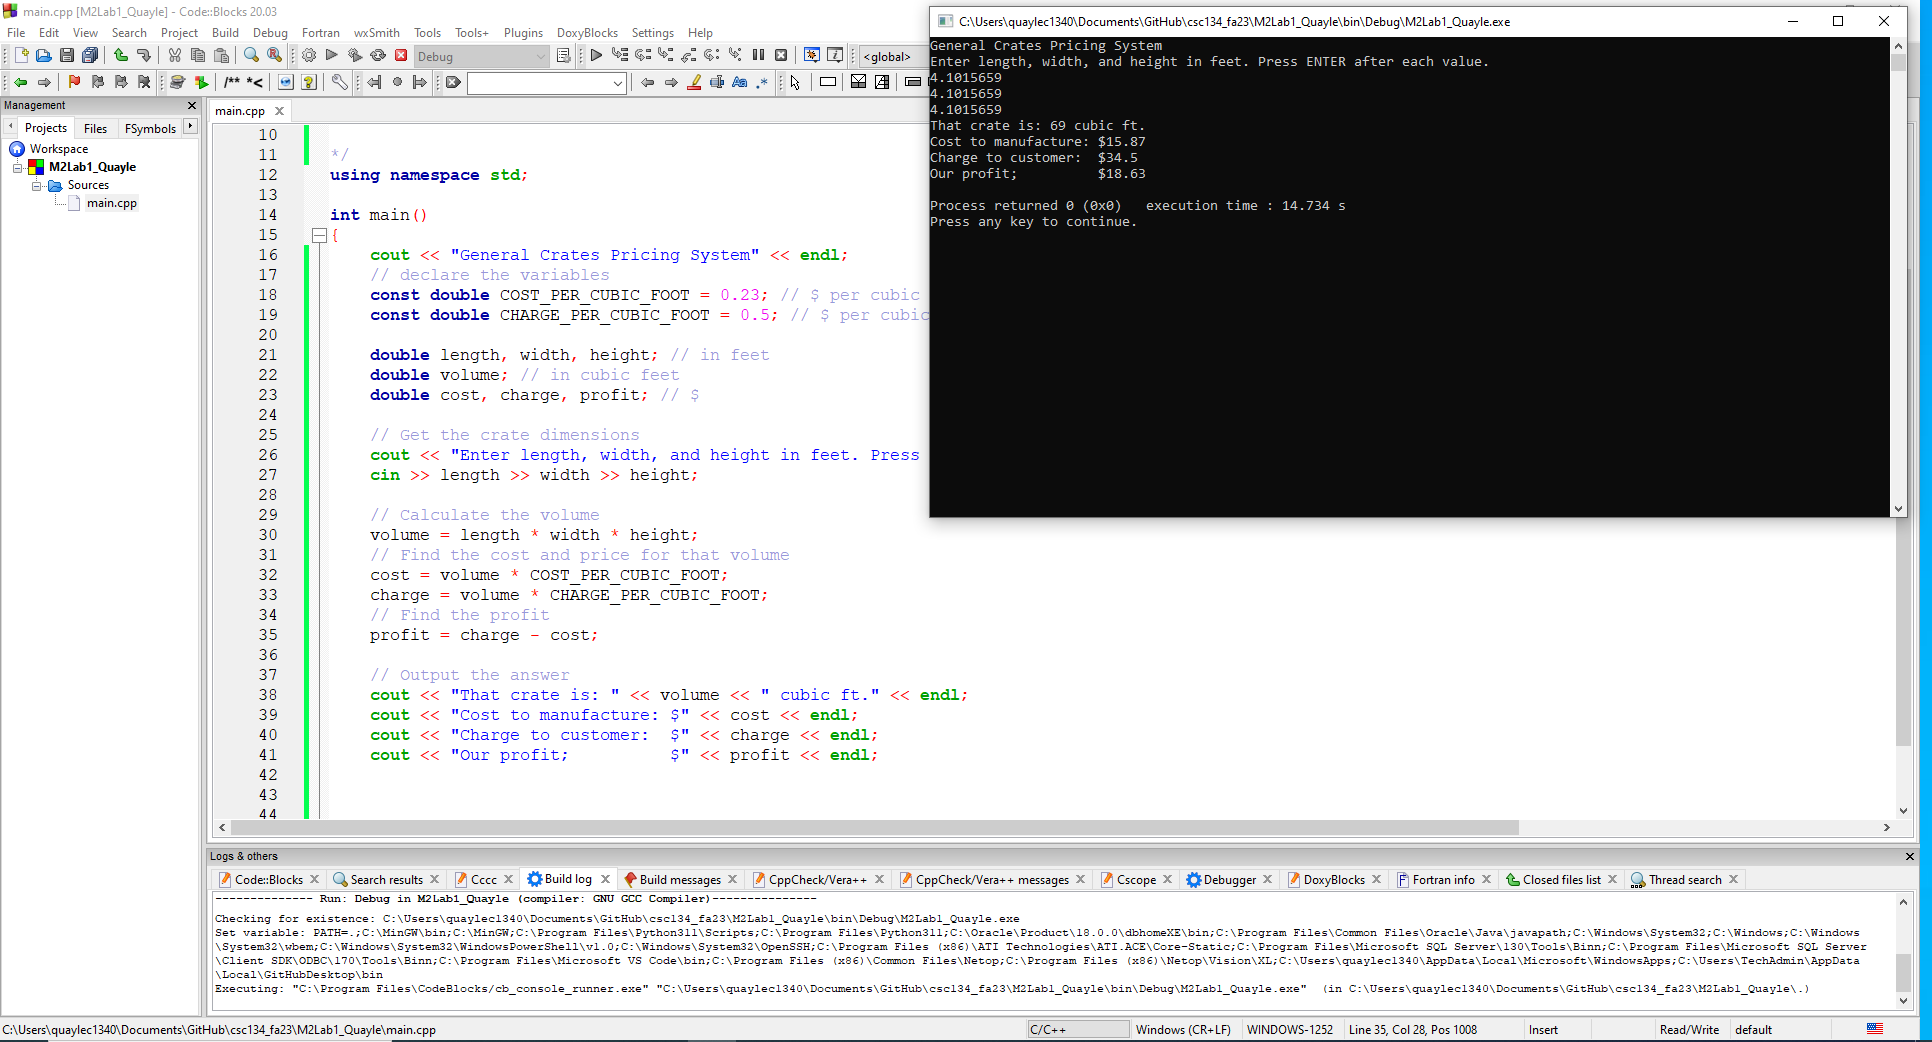 main.cpp [M2Lab1_Quayle] - Code::Blocks 20.03
File Edit View Search Project Build Debug Fortran wxSmith Tools Tools+ Plugins DoxyBlocks Settings Help
Debug
<global>
/** *<
Aa .*
Management
Projects Files FSymbols
Workspace
M2Lab1_Quayle
Sources
main.cpp
main.cpp
10
11 */
12 using namespace std;
13
14 int main()
15 {
16 cout << "General Crates Pricing System" << endl;
17 // declare the variables
18 const double COST_PER_CUBIC_FOOT = 0.23; // $ per cubic
19 const double CHARGE_PER_CUBIC_FOOT = 0.5; // $ per cubic
20
21 double length, width, height; // in feet
22 double volume; // in cubic feet
23 double cost, charge, profit; // $
24
25 // Get the crate dimensions
26 cout << "Enter length, width, and height in feet. Press
27 cin >> length >> width >> height;
28
29 // Calculate the volume
30 volume = length * width * height;
31 // Find the cost and price for that volume
32 cost = volume * COST_PER_CUBIC_FOOT;
33 charge = volume * CHARGE_PER_CUBIC_FOOT;
34 // Find the profit
35 profit = charge - cost;
36
37 // Output the answer
38 cout << "That crate is: " << volume << " cubic ft." << endl;
39 cout << "Cost to manufacture: $" << cost << endl;
40 cout << "Charge to customer:  $" << charge << endl;
41 cout << "Our profit;          $" << profit << endl;
42
43
44
C:\Users\quaylec1340\Documents\GitHub\csc134_fa23\M2Lab1_Quayle\bin\Debug\M2Lab1_Quayle.exe
General Crates Pricing System
Enter length, width, and height in feet. Press ENTER after each value.
4.1015659
4.1015659
4.1015659
That crate is: 69 cubic ft.
Cost to manufacture: $15.87
Charge to customer:  $34.5
Our profit;          $18.63
Process returned 0 (0x0)   execution time : 14.734 s
Press any key to continue.
Logs & others
Code::Blocks Search results Cccc Build log Build messages CppCheck/Vera++ CppCheck/Vera++ messages Cscope Debugger DoxyBlocks Fortran info Closed files list Thread search
-------------- Run: Debug in M2Lab1_Quayle (compiler: GNU GCC Compiler)---------------
Checking for existence: C:\Users\quaylec1340\Documents\GitHub\csc134_fa23\M2Lab1_Quayle\bin\Debug\M2Lab1_Quayle.exe
Set variable: PATH=.;C:\MinGW\bin;C:\MinGW;C:\Program Files\Python311\Scripts;C:\Program Files\Python311;C:\Oracle\Product\18.0.0\dbhomeXE\bin;C:\Program Files\Common Files\Oracle\Java\javapath;C:\Windows\System32;C:\Windows;C:\Windows
\System32\wbem;C:\Windows\System32\WindowsPowerShell\v1.0;C:\Windows\System32\OpenSSH;C:\Program Files (x86)\ATI Technologies\ATI.ACE\Core-Static;C:\Program Files\Microsoft SQL Server\130\Tools\Binn;C:\Program Files\Microsoft SQL Server
\Client SDK\ODBC\170\Tools\Binn;C:\Program Files\Microsoft VS Code\bin;C:\Program Files (x86)\Common Files\Netop;C:\Program Files (x86)\Netop\Vision\XL;C:\Users\quaylec1340\AppData\Local\Microsoft\WindowsApps;C:\Users\TechAdmin\AppData
\Local\GitHubDesktop\bin
Executing: "C:\Program Files\CodeBlocks/cb_console_runner.exe" "C:\Users\quaylec1340\Documents\GitHub\csc134_fa23\M2Lab1_Quayle\bin\Debug\M2Lab1_Quayle.exe"  (in C:\Users\quaylec1340\Documents\GitHub\csc134_fa23\M2Lab1_Quayle\.)
C:\Users\quaylec1340\Documents\GitHub\csc134_fa23\M2Lab1_Quayle\main.cpp C/C++ Windows (CR+LF) WINDOWS-1252 Line 35, Col 28, Pos 1008 Insert Read/Write default